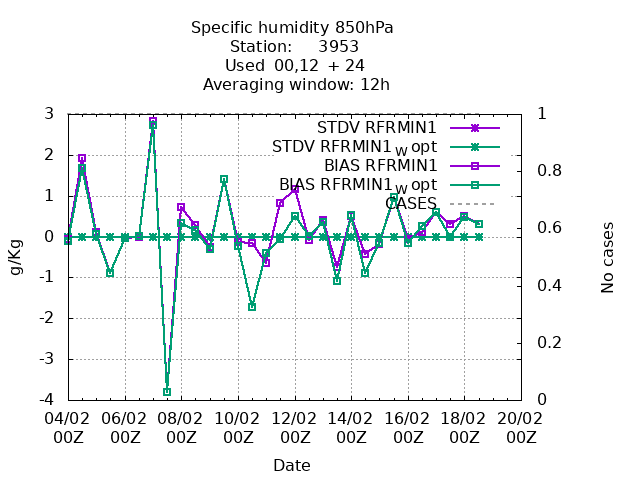 Specific humidity 850hPa
Station: 3953
Used 00,12 + 24
Averaging window: 12h
STDV RFRMIN1
STDV RFRMIN1w opt
BIAS RFRMIN1
BIAS RFRMIN1w opt
CASES
3
2
1
0
-1
-2
-3
-4
g/Kg
1
0.8
0.6
0.4
0.2
0
No cases
04/02 06/02 08/02 10/02 12/02 14/02 16/02 18/02 20/02
00Z 00Z 00Z 00Z 00Z 00Z 00Z 00Z 00Z
Date